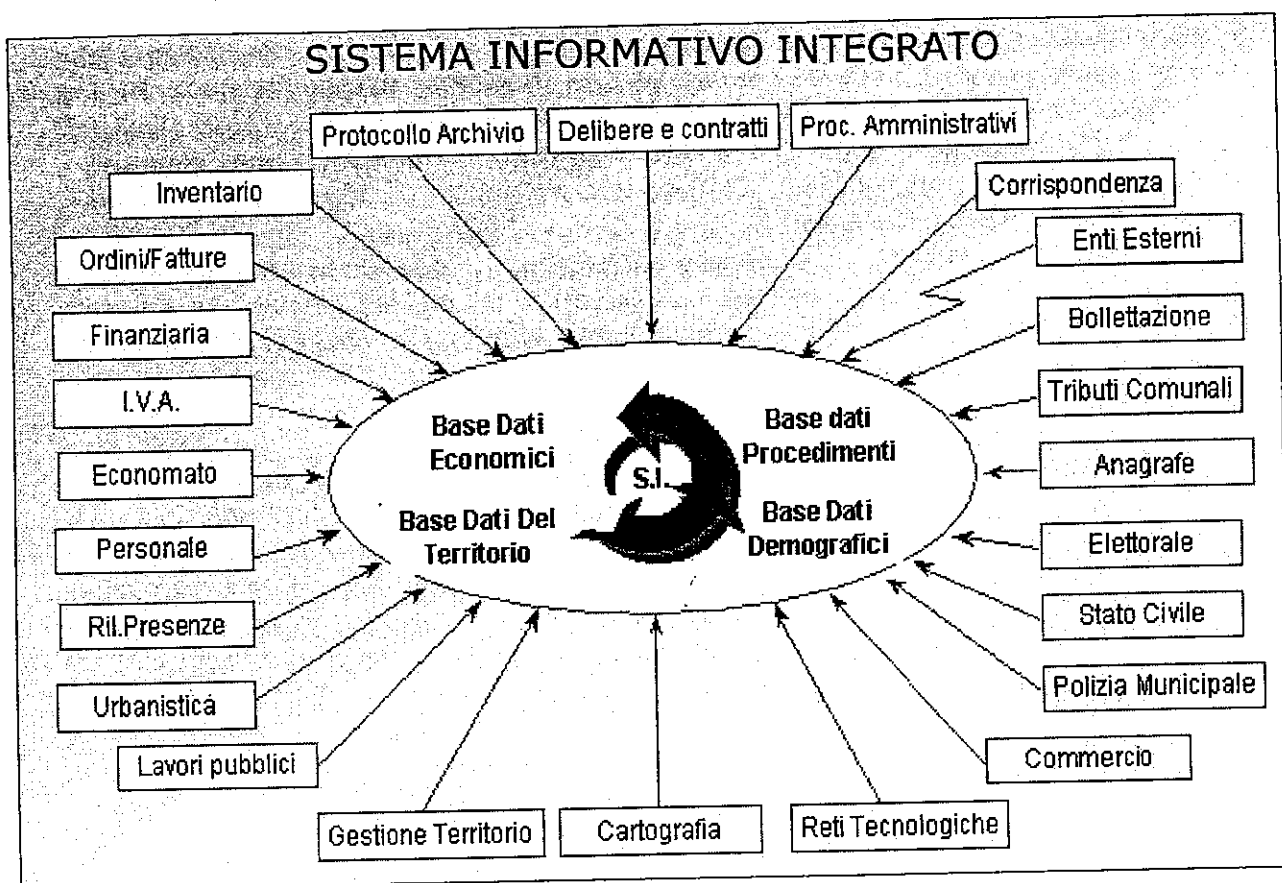 SISTEMA INFORMATIVO INTEGRATO
Protocollo Archivio
Delibere e contratti
Proc. Amministrativi
Inventario
Corrispondenza
Ordini/Fatture
Enti Esterni
Finanziaria
Bollettazione
I.V.A.
Tributi Comunali
Economato
Anagrafe
Personale
Elettorale
Ril.Presenze
Stato Civile
Urbanistica
Polizia Municipale
Lavori pubblici
Commercio
Gestione Territorio
Cartografia
Reti Tecnologiche
Base Dati
Economici
Base dati
Procedimenti
S.I.
Base Dati Del
Territorio
Base Dati
Demografici